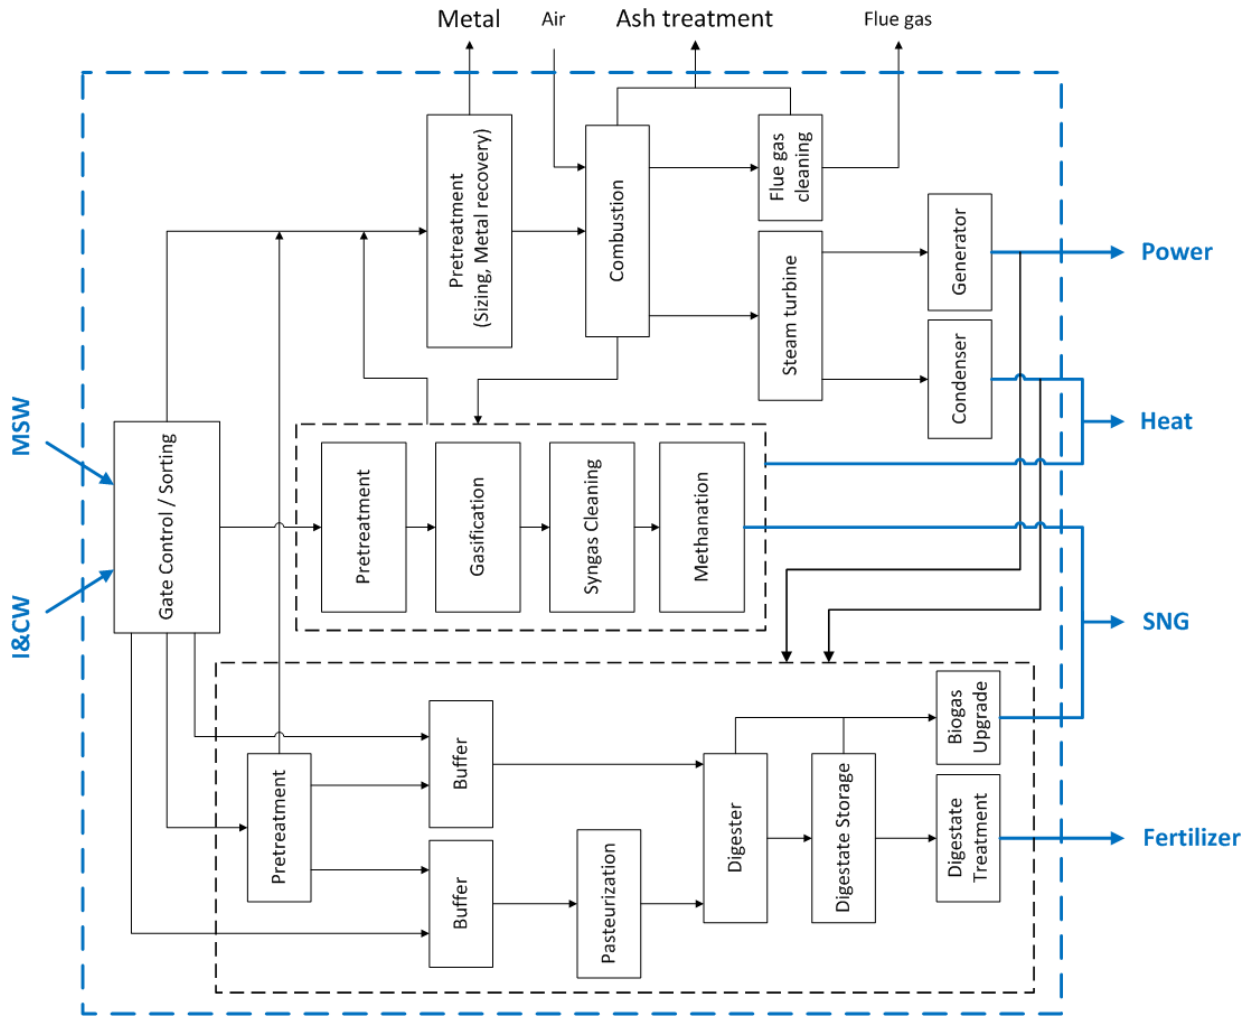 Metal
Air
Ash treatment
Flue gas
Pretreatment
(Sizing, Metal recovery)
Combustion
Flue gas
cleaning
Steam turbine
Generator
Condenser
Power
Heat
MSW
I&CW
Gate Control / Sorting
Pretreatment
Gasification
Syngas Cleaning
Methanation
SNG
Pretreatment
Buffer
Buffer
Pasteurization
Digester
Digestate Storage
Biogas
Upgrade
Digestate
Treatment
Fertilizer